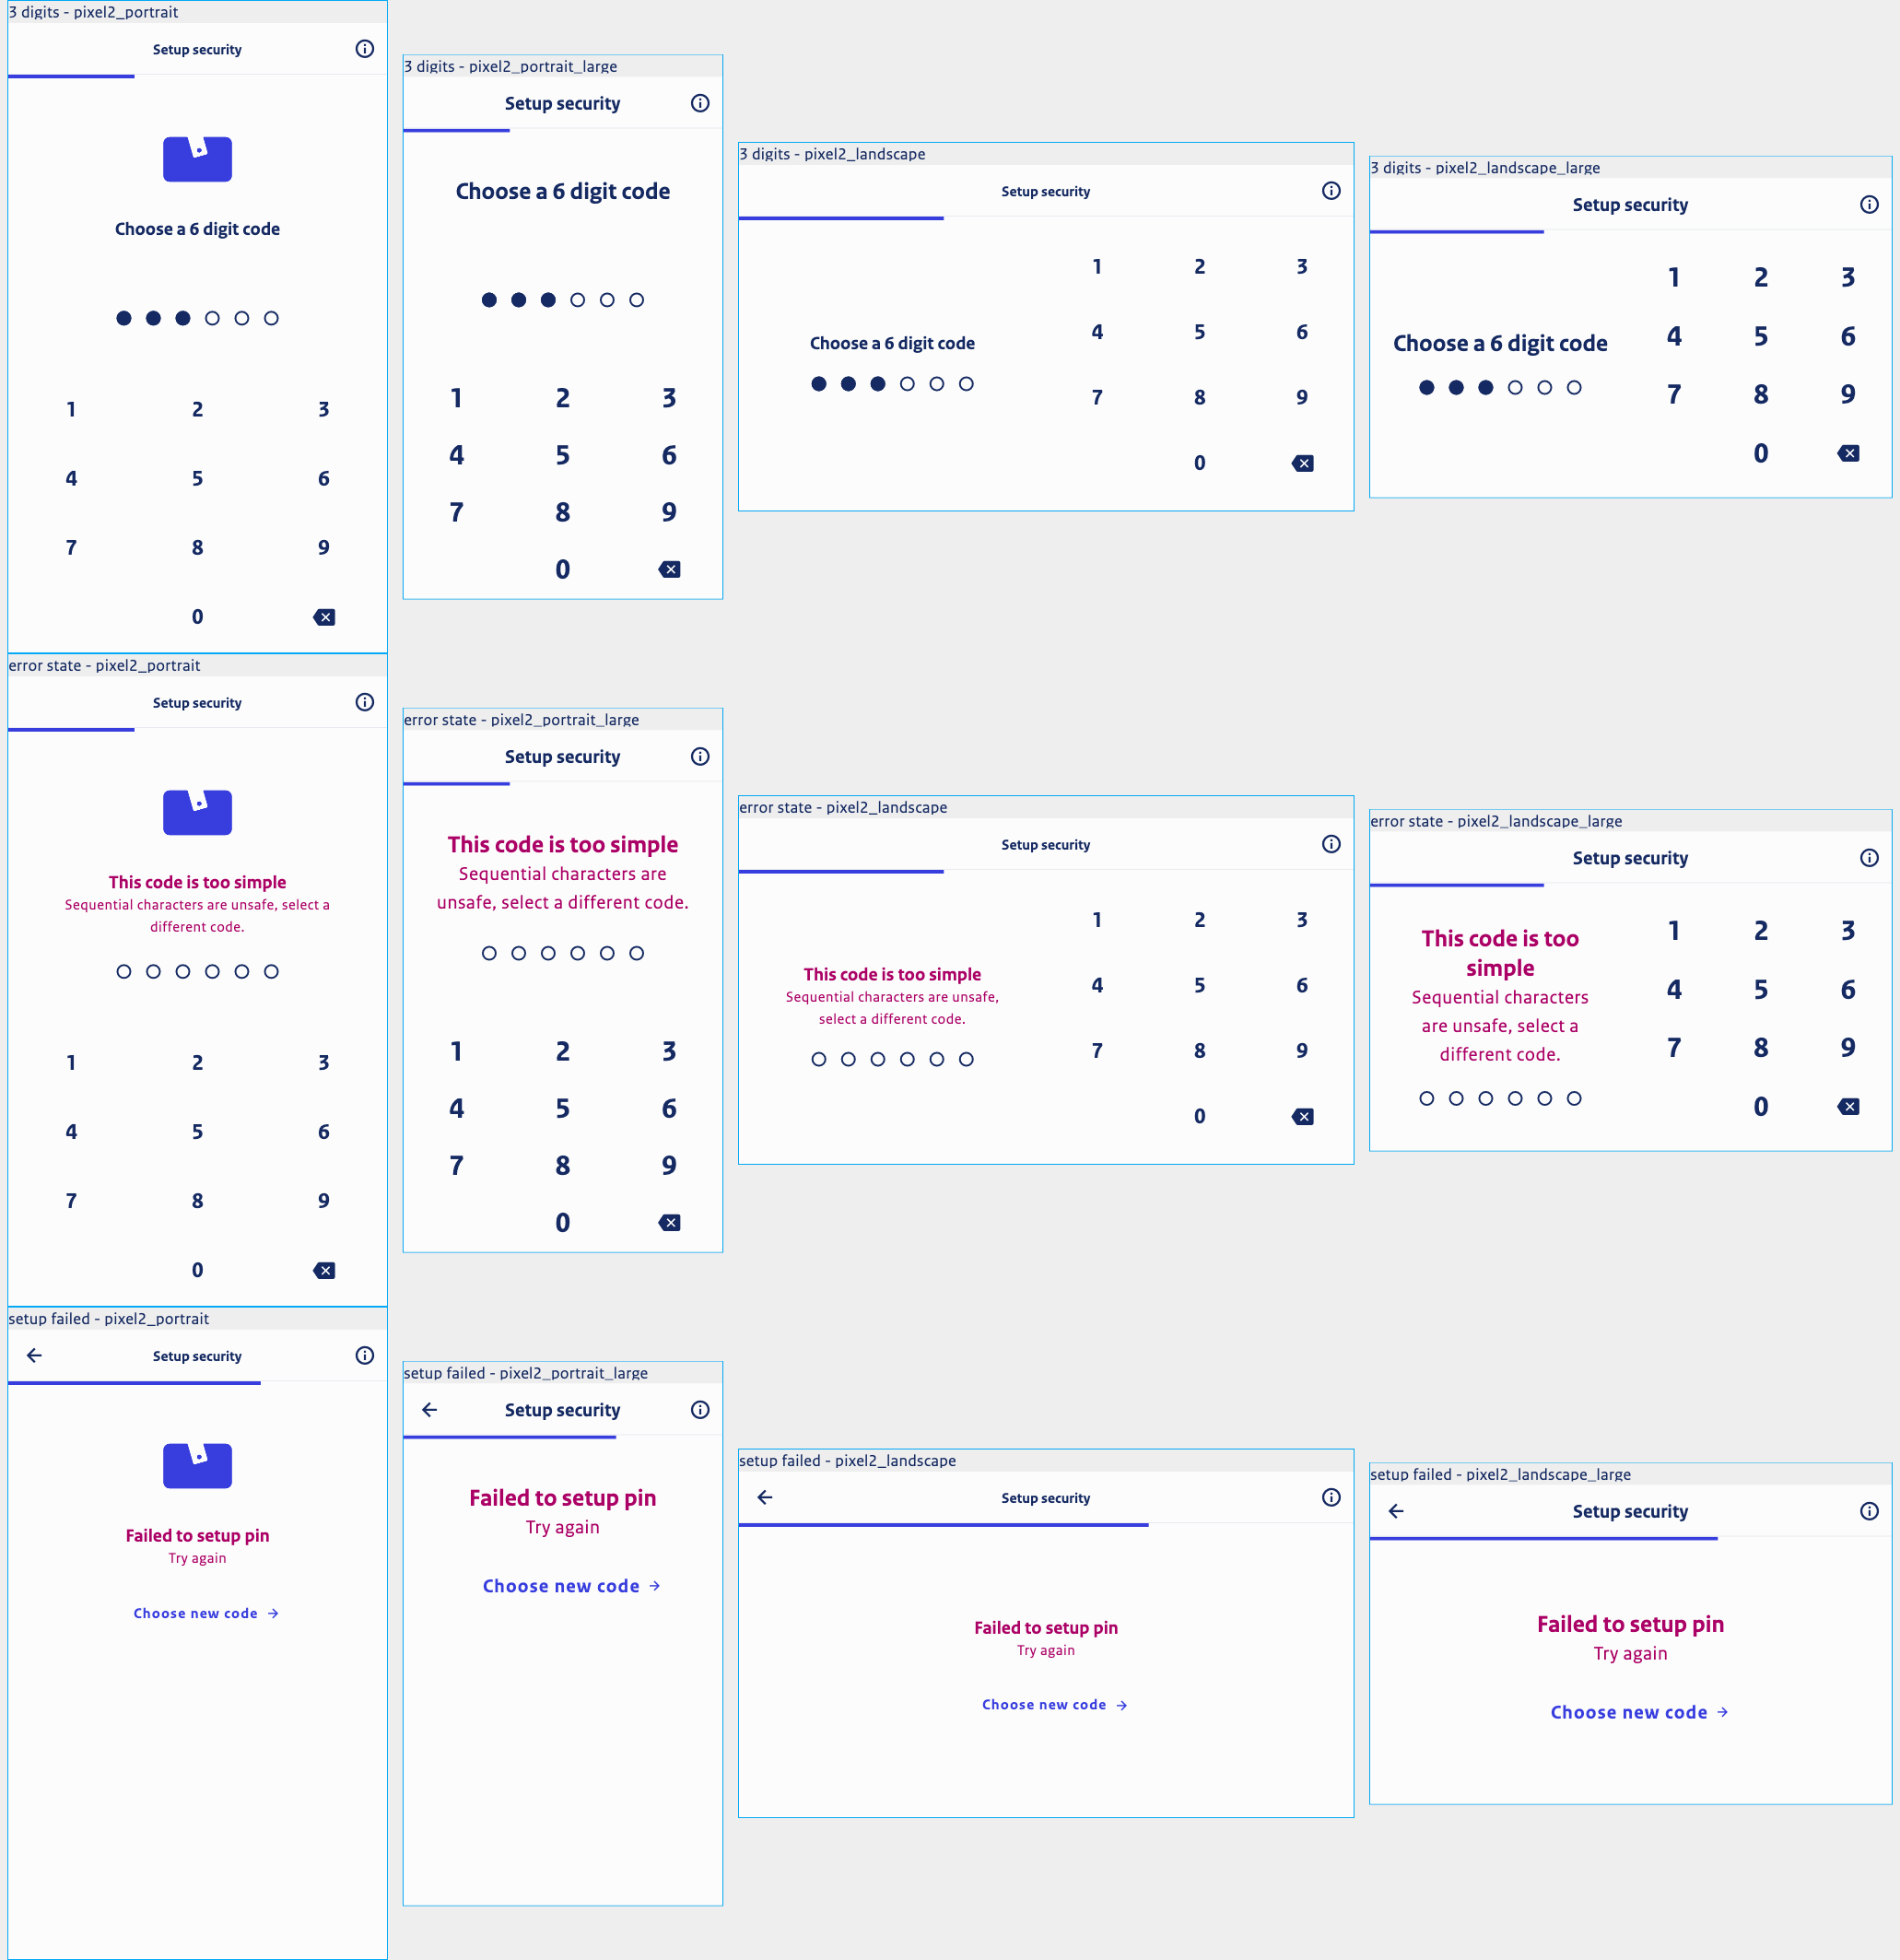 3 digits - pixel2_portrait
Setup security
Choose a 6 digit code
1 2 3
4 5 6
7 8 9
0
3 digits - pixel2_portrait_large
Setup security
Choose a 6 digit code
1 2 3
4 5 6
7 8 9
0
3 digits - pixel2_landscape
Setup security
Choose a 6 digit code
1 2 3
4 5 6
7 8 9
0
3 digits - pixel2_landscape_large
Setup security
Choose a 6 digit code
1 2 3
4 5 6
7 8 9
0
error state - pixel2_portrait
Setup security
This code is too simple
Sequential characters are unsafe, select a
different code.
1 2 3
4 5 6
7 8 9
0
error state - pixel2_portrait_large
Setup security
This code is too simple
Sequential characters are
unsafe, select a different code.
1 2 3
4 5 6
7 8 9
0
error state - pixel2_landscape
Setup security
This code is too simple
Sequential characters are unsafe,
select a different code.
1 2 3
4 5 6
7 8 9
0
error state - pixel2_landscape_large
Setup security
This code is too
simple
Sequential characters
are unsafe, select a
different code.
1 2 3
4 5 6
7 8 9
0
setup failed - pixel2_portrait
Setup security
Failed to setup pin
Try again
Choose new code
setup failed - pixel2_portrait_large
Setup security
Failed to setup pin
Try again
Choose new code
setup failed - pixel2_landscape
Setup security
Failed to setup pin
Try again
Choose new code
setup failed - pixel2_landscape_large
Setup security
Failed to setup pin
Try again
Choose new code